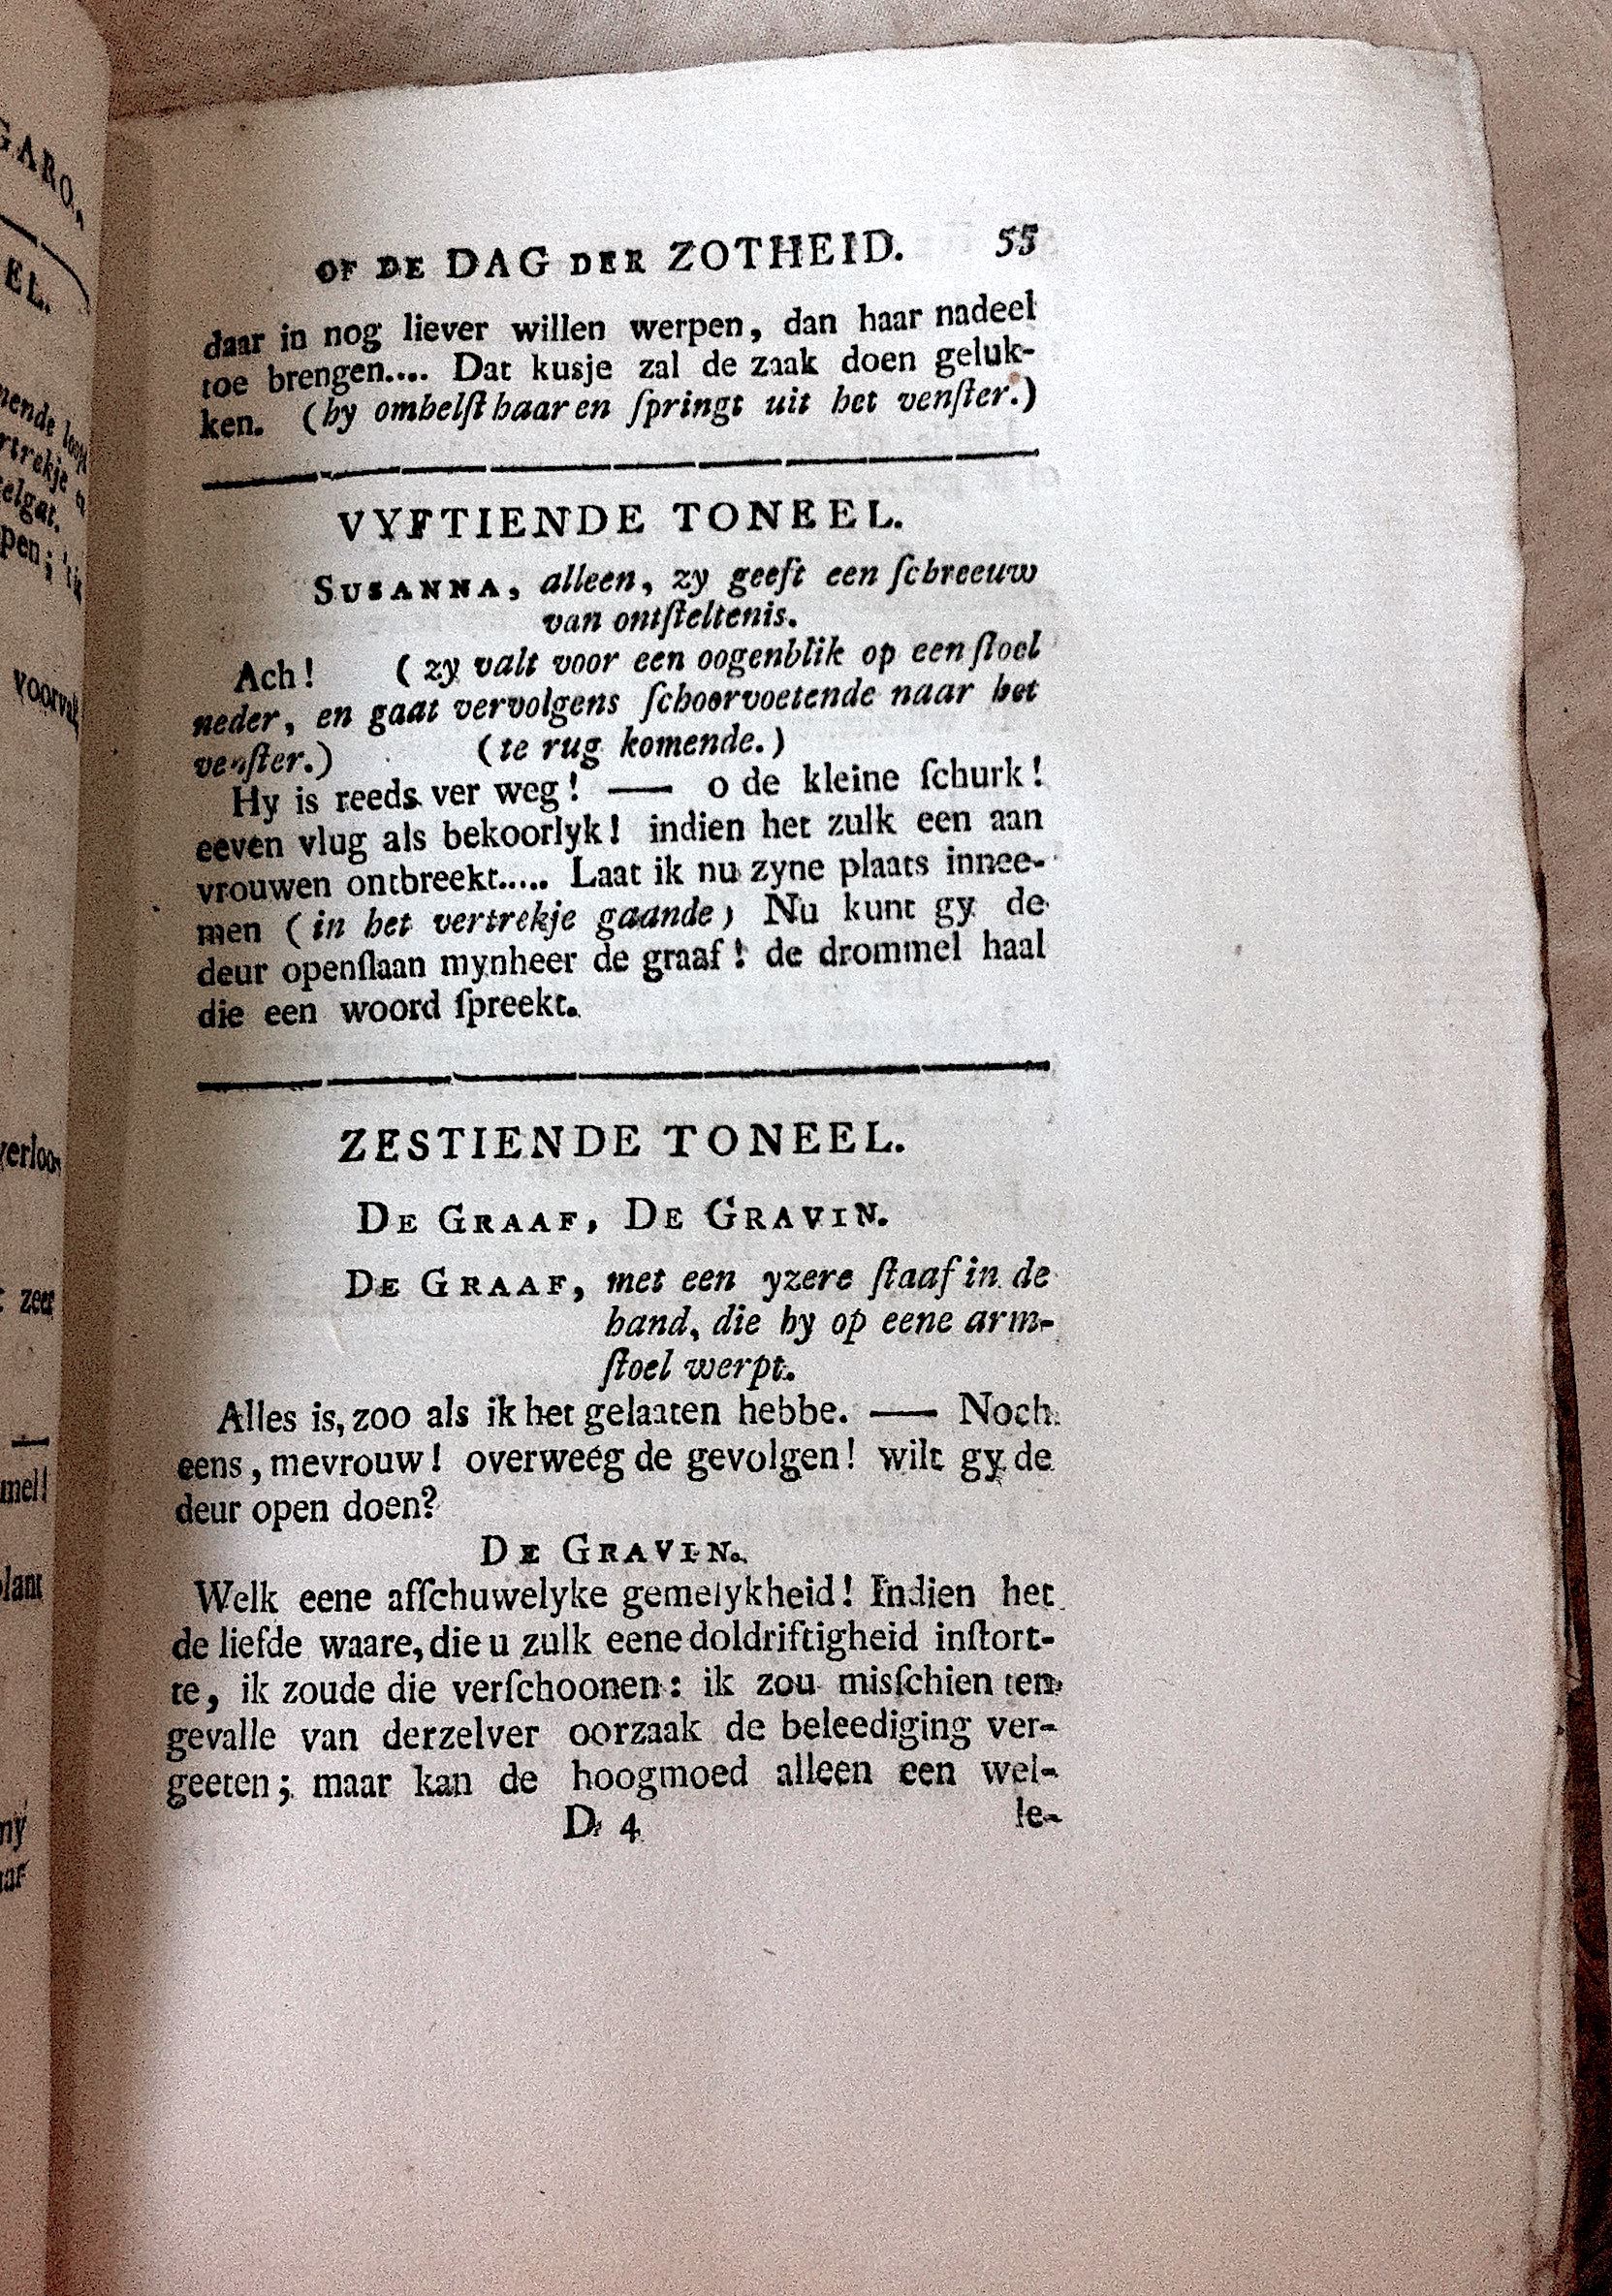 GARO.
EL.
voorval
zeer
mel!
OF DE DAG DER ZOTHEID. 55
daar in nog liever willen werpen, dan haar nadeel
toe brengen.... Dat kusje zal de zaak doen geluk-
ken. (hy omhelſt haar en ſpringt uit het venſter.)
VYFTIENDE TONEEL.
SUSANNA, alleen, zy geeft een ſchreeuw
van ontſteltenis.
Ach! (zy valt voor een oogenblik op een ſtoel
neder, en gaat vervolgens ſchoorvoetende naar het
venſter.) (te rug komende.)
Hy is reeds ver weg! — o de kleine ſchurk!
eeven vlug als bekoorlyk! indien het zulk een aan
vrouwen ontbreekt..... Laat ik nu zyne plaats innee-
men (in het vertrekje gaande) Nu kunt gy de
deur openſlaan mynheer de graaf! de drommel haal
die een woord ſpreekt.
ZESTIENDE TONEEL.
DE GRAAF, DE GRAVIN.
DE GRAAF, met een yzere ſtaaf in de
hand, die hy op eene arm-
ſtoel werpt.
Alles is, zoo als ik het gelaaten hebbe. — Noch
eens, mevrouw! overweeg de gevolgen! wilt gy de
deur open doen?
DE GRAVIN.
Welk eene afſchuwelyke gemelykheid! Indien het
de liefde waare, die u zulk eene doldriftigheid inſtort-
te, ik zoude die verſchoonen: ik zou misſchien ten
gevalle van derzelver oorzaak de beleediging ver-
geeten; maar kan de hoogmoed alleen een wel-
D 4 le-